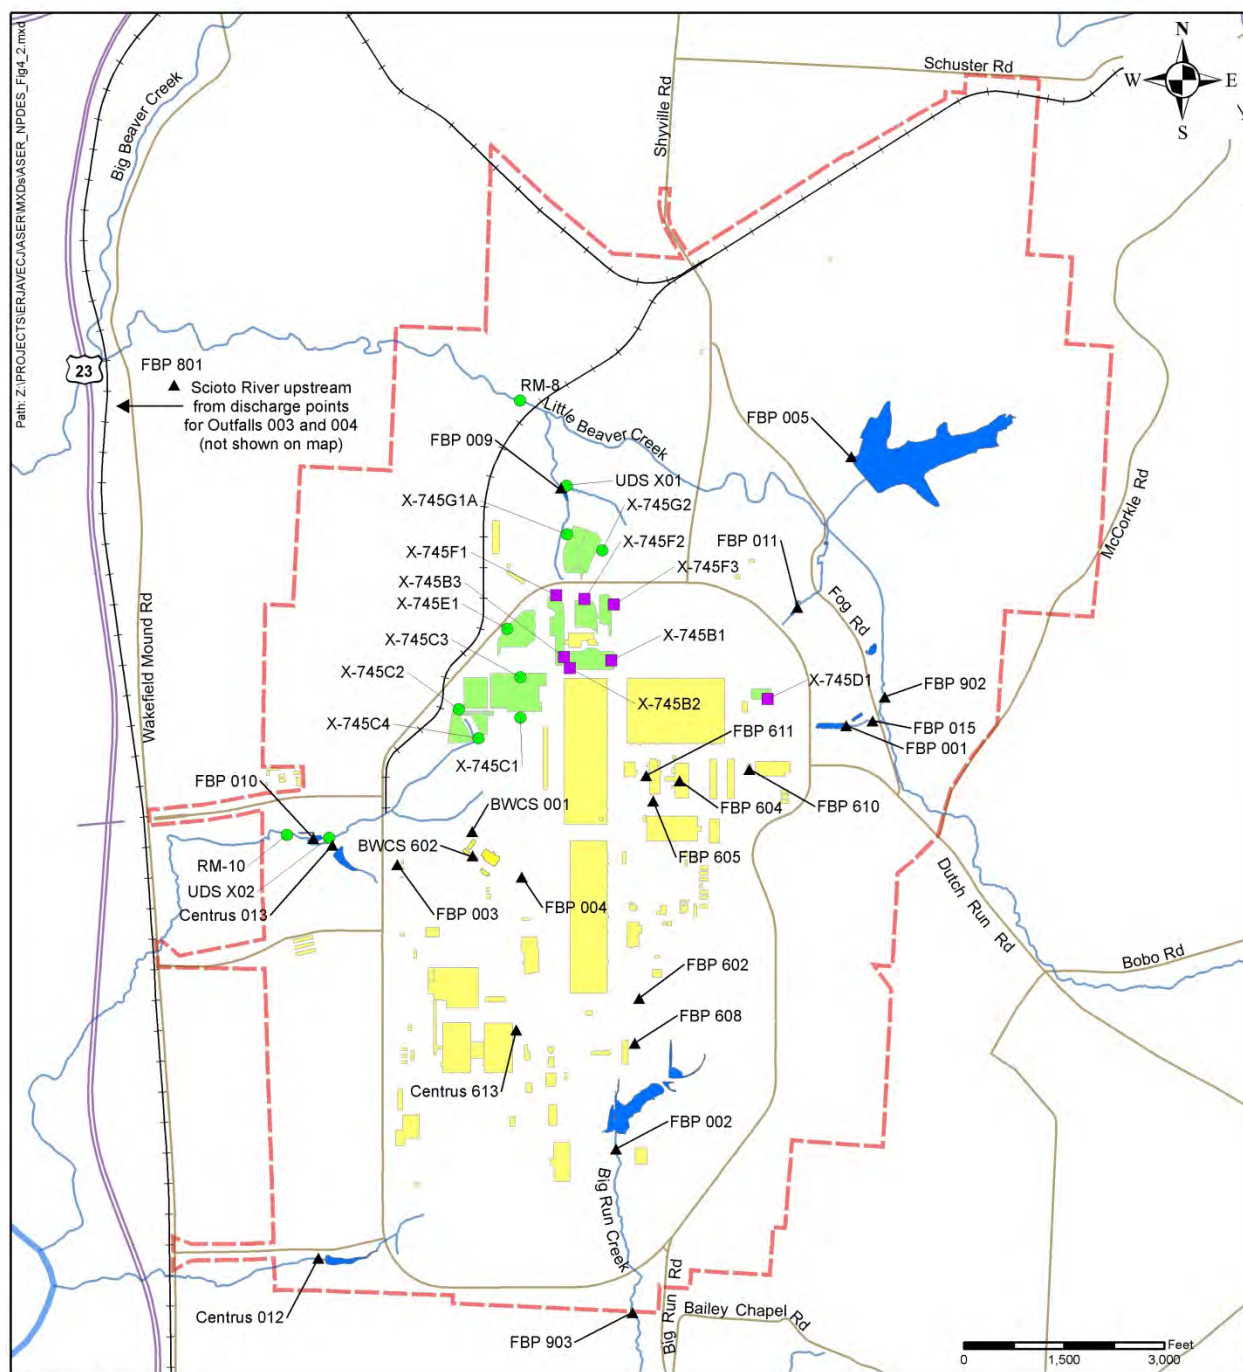 Path: Z:\PROJECTS\ERJAVECJ\ASER\MXDs\ASER_NPDES_Fig4_2.mxd
N
W E
S
Schuster Rd
Shyville Rd
Big Beaver Creek
23
FBP 801
Scioto River upstream
from discharge points
for Outfalls 003 and 004
(not shown on map)
RM-8
Little Beaver Creek
FBP 005
FBP 009
UDS X01
X-745G1A
X-745G2
X-745F2
X-745F1
X-745F3
FBP 011
McCorkle Rd
X-745B3
X-745E1
Fog Rd
Wakefield Mound Rd
X-745C3
X-745B1
X-745C2
X-745D1
FBP 902
X-745B2
X-745C4
FBP 015
FBP 611
FBP 001
X-745C1
FBP 010
BWCS 001
FBP 604
FBP 610
BWCS 602
FBP 605
RM-10
UDS X02
Centrus 013
FBP 003
FBP 004
Dutch Run Rd
Bobo Rd
FBP 602
FBP 608
Centrus 613
FBP 002
Big Run Creek
Big Run Rd
Centrus 012
FBP 903
Bailey Chapel Rd
Feet
0 1,500 3,000